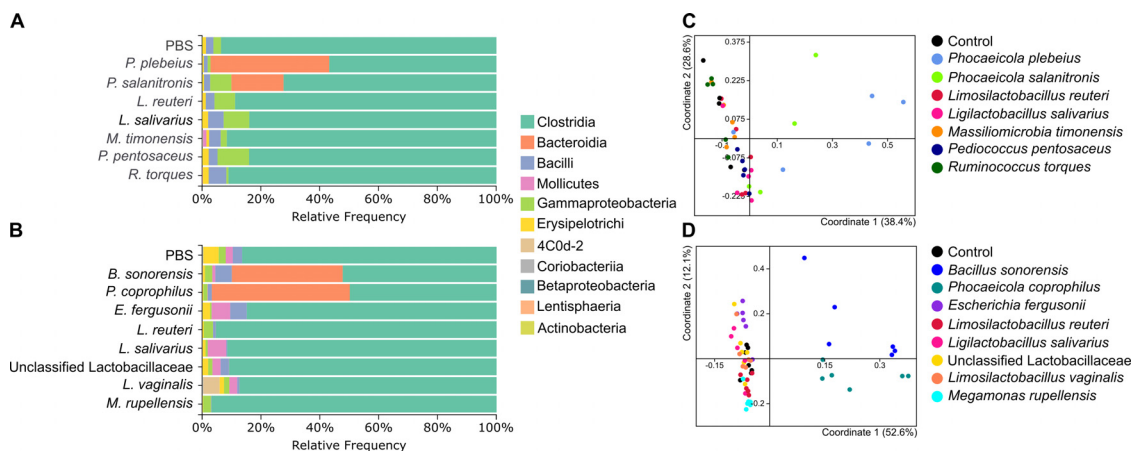 A
PBS
P. plebeius
P. salanitronis
L. reuteri
L. salivarius
M. timonensis
P. pentosaceus
R. torques
0% 20% 40% 60% 80% 100%
Relative Frequency
B
PBS
B. sonorensis
P. coprophilus
E. fergusonii
L. reuteri
L. salivarius
Unclassified Lactobacillaceae
L. vaginalis
M. rupellensis
0% 20% 40% 60% 80% 100%
Relative Frequency
Clostridia
Bacteroidia
Bacilli
Mollicutes
Gammaproteobacteria
Erysipelotrichi
4C0d-2
Coriobacteriia
Betaproteobacteria
Lentisphaeria
Actinobacteria
C
Coordinate 2 (28.6%)
0.375
0.225
0.075
0.1 0.3 0.5
-0.075
-0.225
Coordinate 1 (38.4%)
Control
Phocaeicola plebeius
Phocaeicola salanitronis
Limosilactobacillus reuteri
Ligilactobacillus salivarius
Massiliomicrobia timonensis
Pediococcus pentosaceus
Ruminococcus torques
D
Coordinate 2 (12.1%)
0.4
0.2
-0.15 0.15 0.3
-0.2
Coordinate 1 (52.6%)
Control
Bacillus sonorensis
Phocaeicola coprophilus
Escherichia fergusonii
Limosilactobacillus reuteri
Ligilactobacillus salivarius
Unclassified Lactobacillaceae
Limosilactobacillus vaginalis
Megamonas rupellensis